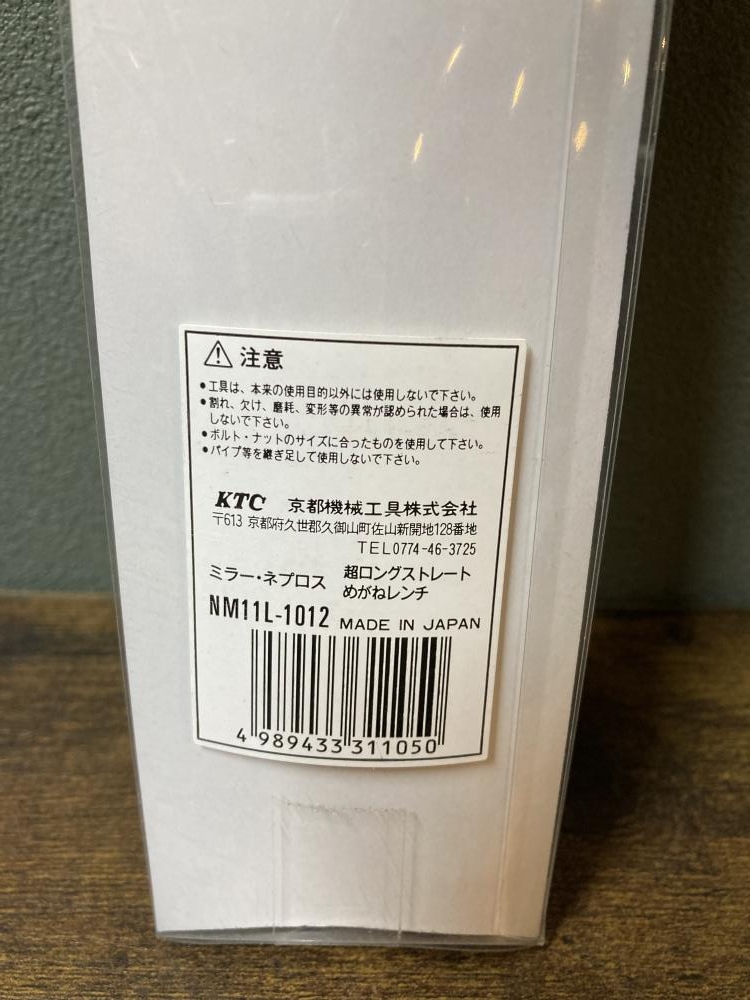 ⚠ 注意
●工具は、本来の使用目的以外には使用しないで下さい。
●割れ、欠け、磨耗、変形等の異常が認められた場合は、使用
しないで下さい。
●ボルト・ナットのサイズに合ったものを使用して下さい。
●パイプ等を継ぎ足して使用しないで下さい。
KTC 京都機械工具株式会社
〒613 京都府久世郡久御山町佐山新開地128番地
TEL0774-46-3725
ミラー・ネプロス 超ロングストレート
めがねレンチ
NM11L-1012 MADE IN JAPAN
4 989433 311050